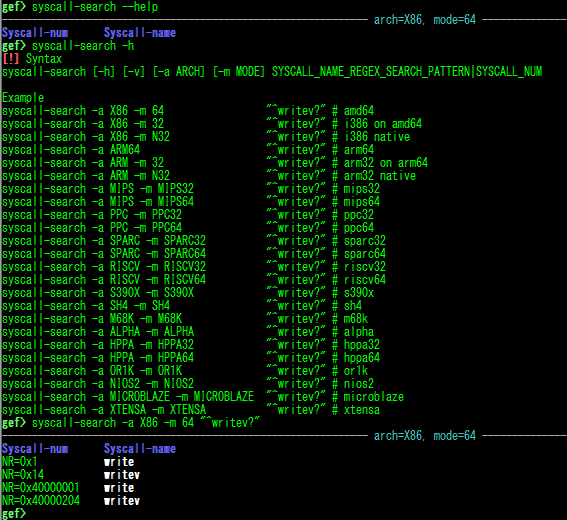 gef> syscall-search --help
arch=X86, mode=64
Syscall-num Syscall-name
gef> syscall-search -h
[!] Syntax
syscall-search [-h] [-v] [-a ARCH] [-m MODE] SYSCALL_NAME_REGEX_SEARCH_PATTERN|SYSCALL_NUM
Example
syscall-search -a X86 -m 64 "^writev?" # amd64
syscall-search -a X86 -m 32 "^writev?" # i386 on amd64
syscall-search -a X86 -m N32 "^writev?" # i386 native
syscall-search -a ARM64 "^writev?" # arm64
syscall-search -a ARM -m 32 "^writev?" # arm32 on arm64
syscall-search -a ARM -m N32 "^writev?" # arm32 native
syscall-search -a MIPS -m MIPS32 "^writev?" # mips32
syscall-search -a MIPS -m MIPS64 "^writev?" # mips64
syscall-search -a PPC -m PPC32 "^writev?" # ppc32
syscall-search -a PPC -m PPC64 "^writev?" # ppc64
syscall-search -a SPARC -m SPARC32 "^writev?" # sparc32
syscall-search -a SPARC -m SPARC64 "^writev?" # sparc64
syscall-search -a RISCV -m RISCV32 "^writev?" # riscv32
syscall-search -a RISCV -m RISCV64 "^writev?" # riscv64
syscall-search -a S390X -m S390X "^writev?" # s390x
syscall-search -a SH4 -m SH4 "^writev?" # sh4
syscall-search -a M68K -m M68K "^writev?" # m68k
syscall-search -a ALPHA -m ALPHA "^writev?" # alpha
syscall-search -a HPPA -m HPPA32 "^writev?" # hppa32
syscall-search -a HPPA -m HPPA64 "^writev?" # hppa64
syscall-search -a OR1K -m OR1K "^writev?" # or1k
syscall-search -a NIOS2 -m NIOS2 "^writev?" # nios2
syscall-search -a MICROBLAZE -m MICROBLAZE "^writev?" # microblaze
syscall-search -a XTENSA -m XTENSA "^writev?" # xtensa
gef> syscall-search -a X86 -m 64 "^writev?"
arch=X86, mode=64
Syscall-num Syscall-name
NR=0x1 write
NR=0x14 writev
NR=0x40000001 write
NR=0x40000204 writev
gef>